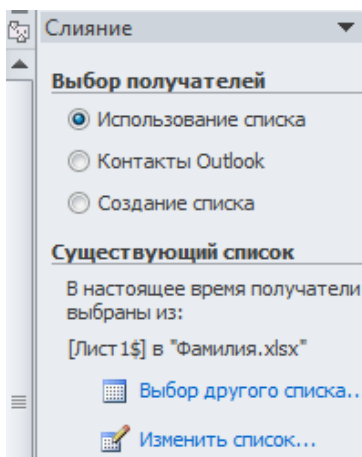 Слияние
Выбор получателей
Использование списка
Контакты Outlook
Создание списка
Существующий список
В настоящее время получатели
выбраны из:
[Лист1$] в "Фамилия.xlsx"
Выбор другого списка..
Изменить список...